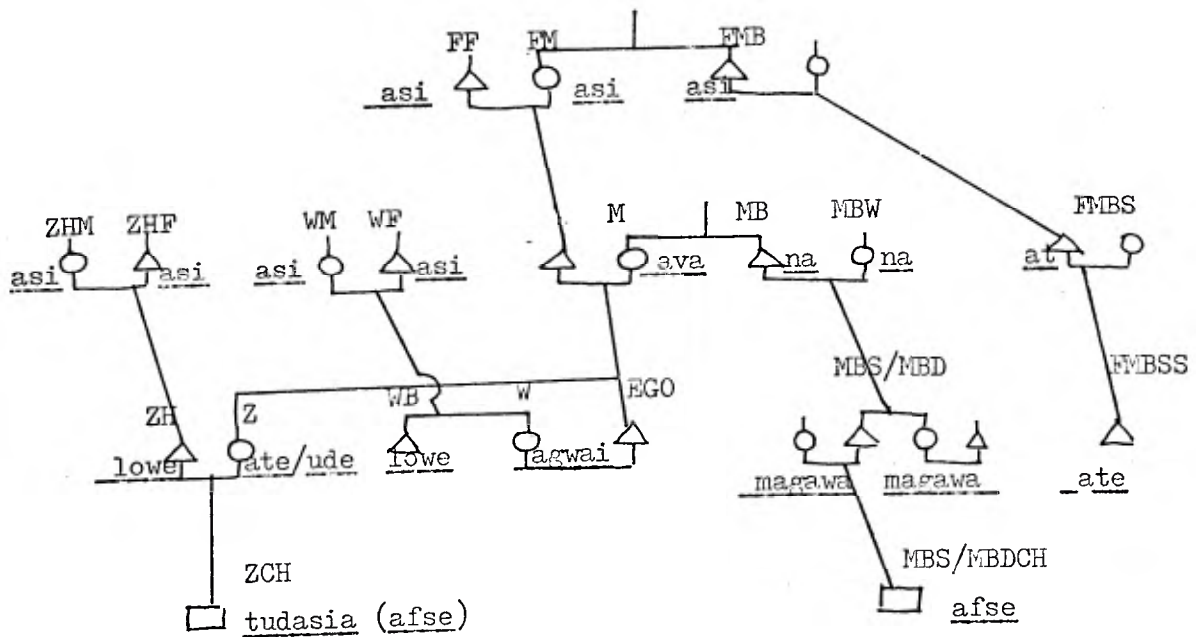 FF FM FMB
asi asi asi
ZHM ZHF WM WF M MB MBW FMBS
asi asi asi asi ava na na at
MBS/MBD FMBSS
ZH Z WB W EGO
lowe ate/ude lowe agwai magawa magawa ate
ZCH MBS/MBDCH
tudasia (afse) afse